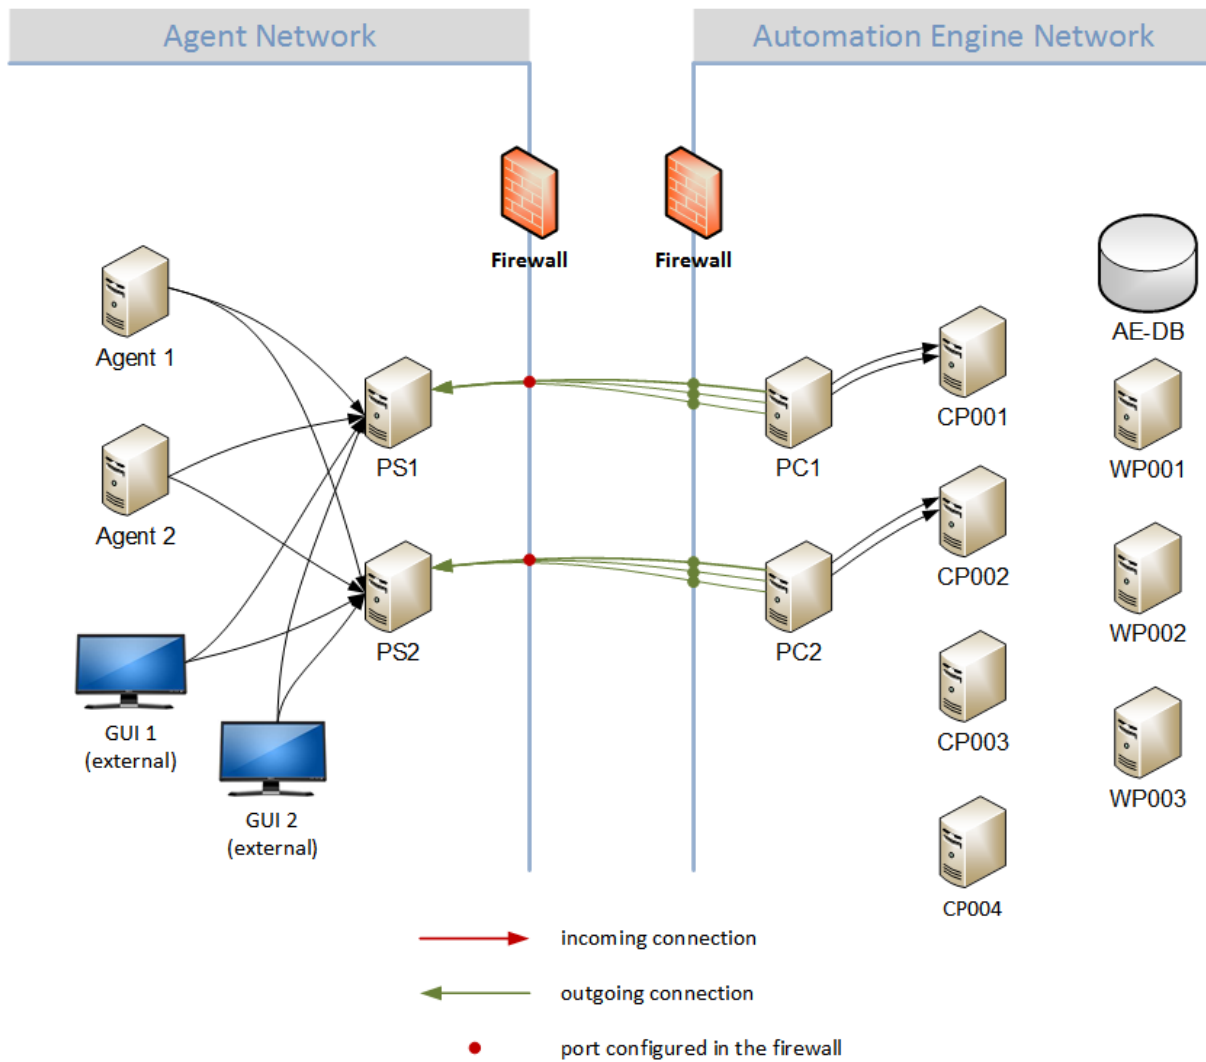 Agent Network
Automation Engine Network
Firewall
Firewall
Agent 1
AE-DB
PS1
PC1
CP001
WP001
Agent 2
PS2
PC2
CP002
WP002
GUI 1
(external)
CP003
WP003
GUI 2
(external)
CP004
incoming connection
outgoing connection
port configured in the firewall